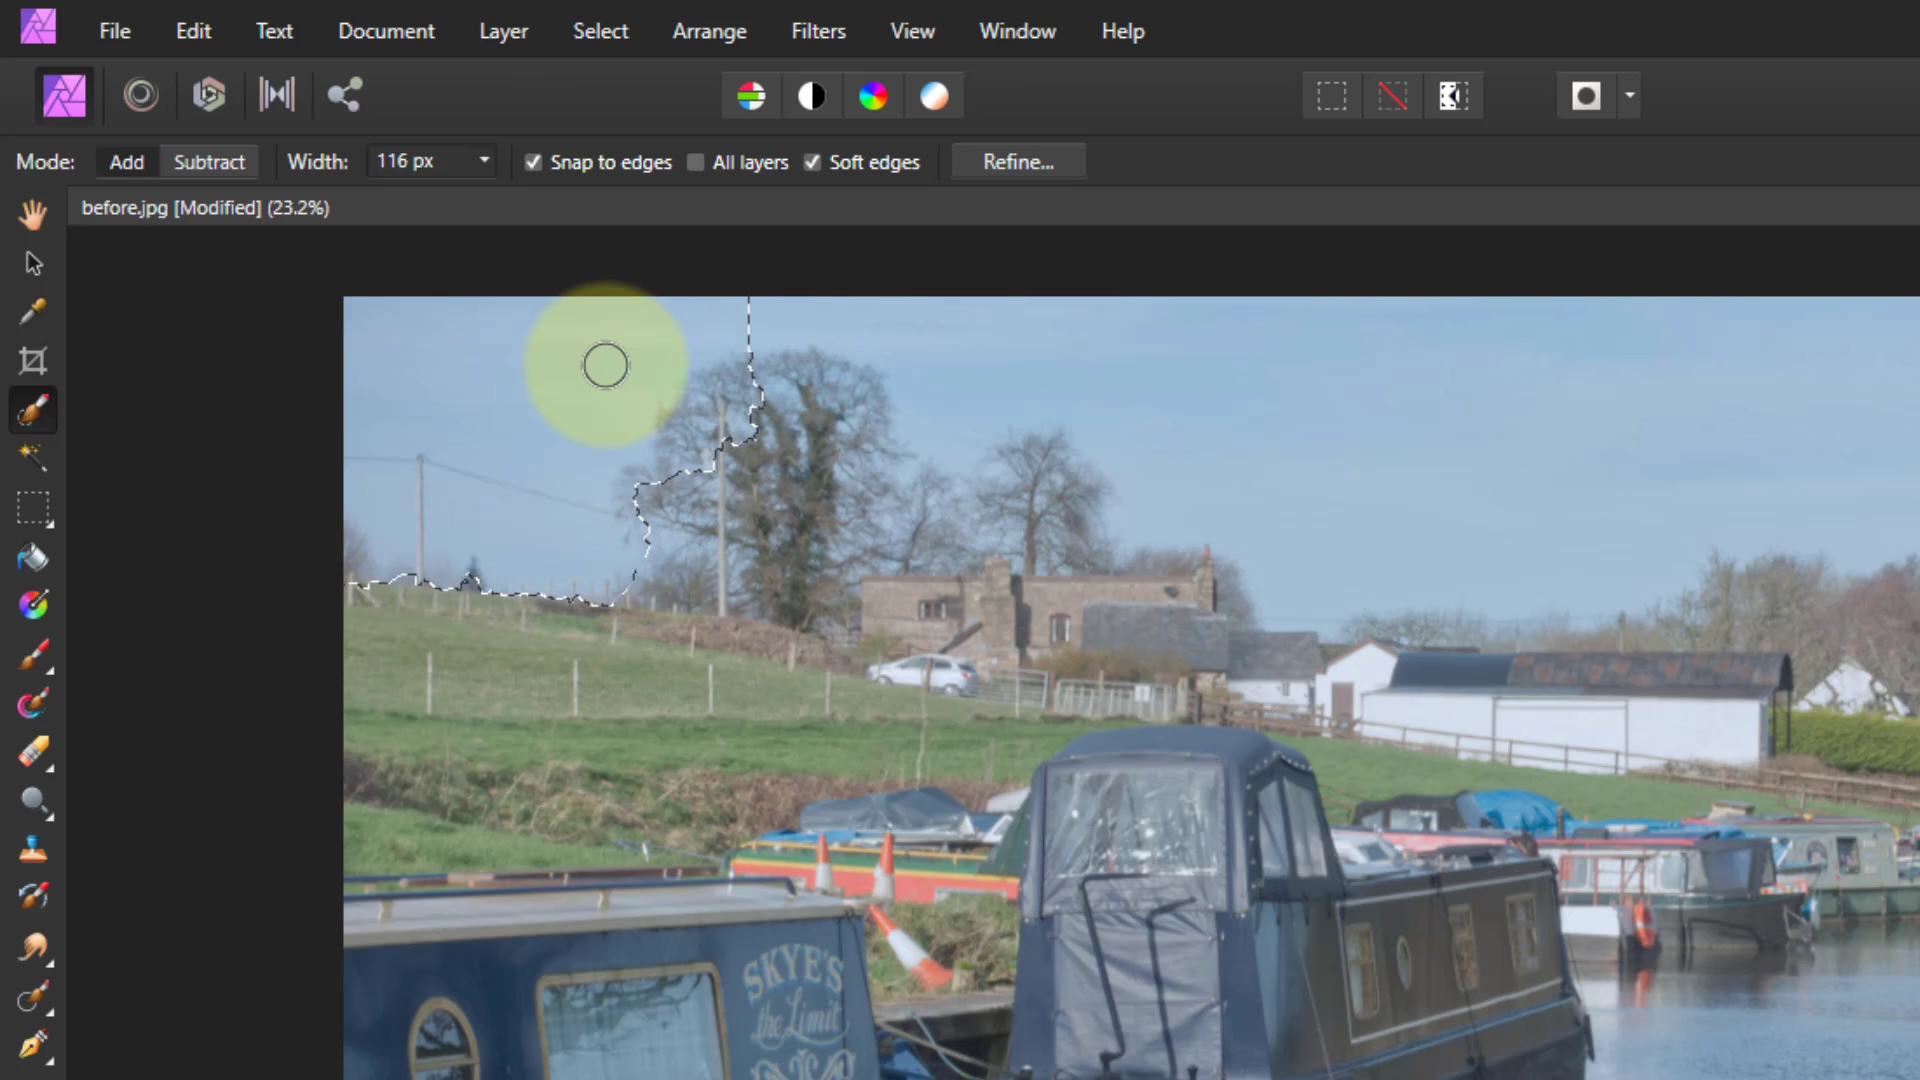 File Edit Text Document Layer Select Arrange Filters View Window Help
Mode: Add Subtract Width: 116 px Snap to edges All layers Soft edges Refine...
before.jpg [Modified] (23.2%)
SKYE'S
the Limit